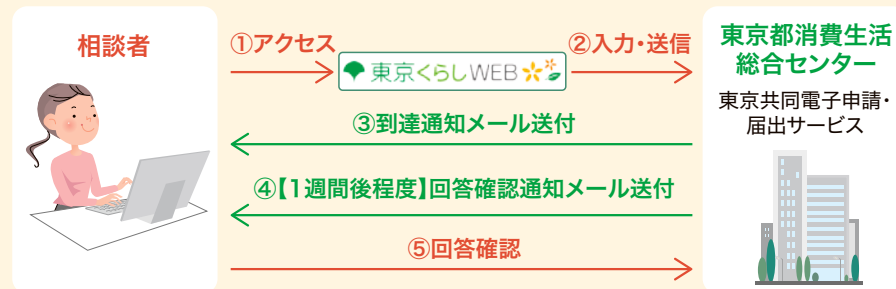 相談者
①アクセス
東京くらしWEB
②入力・送信
東京都消費生活
総合センター
東京共同電子申請・
届出サービス
③到達通知メール送付
④【1週間後程度】回答確認通知メール送付
⑤回答確認